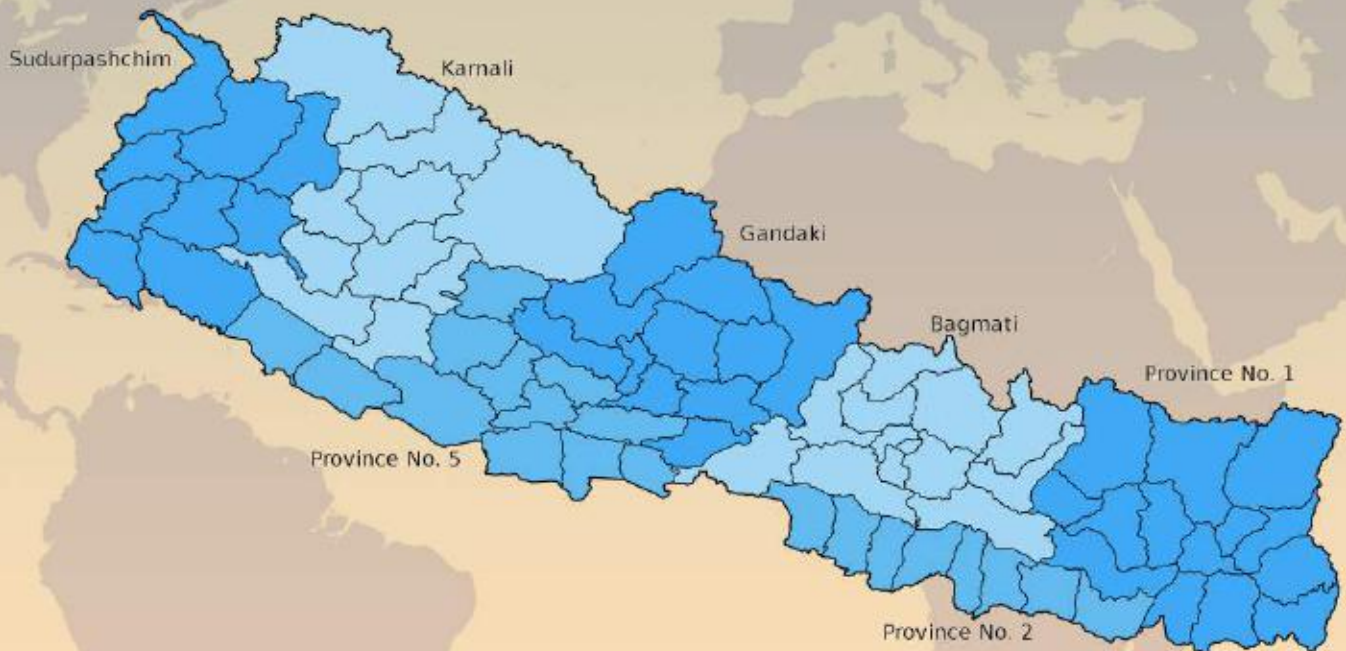 Sudurpashchim
Karnali
Gandaki
Bagmati
Province No. 1
Province No. 5
Province No. 2